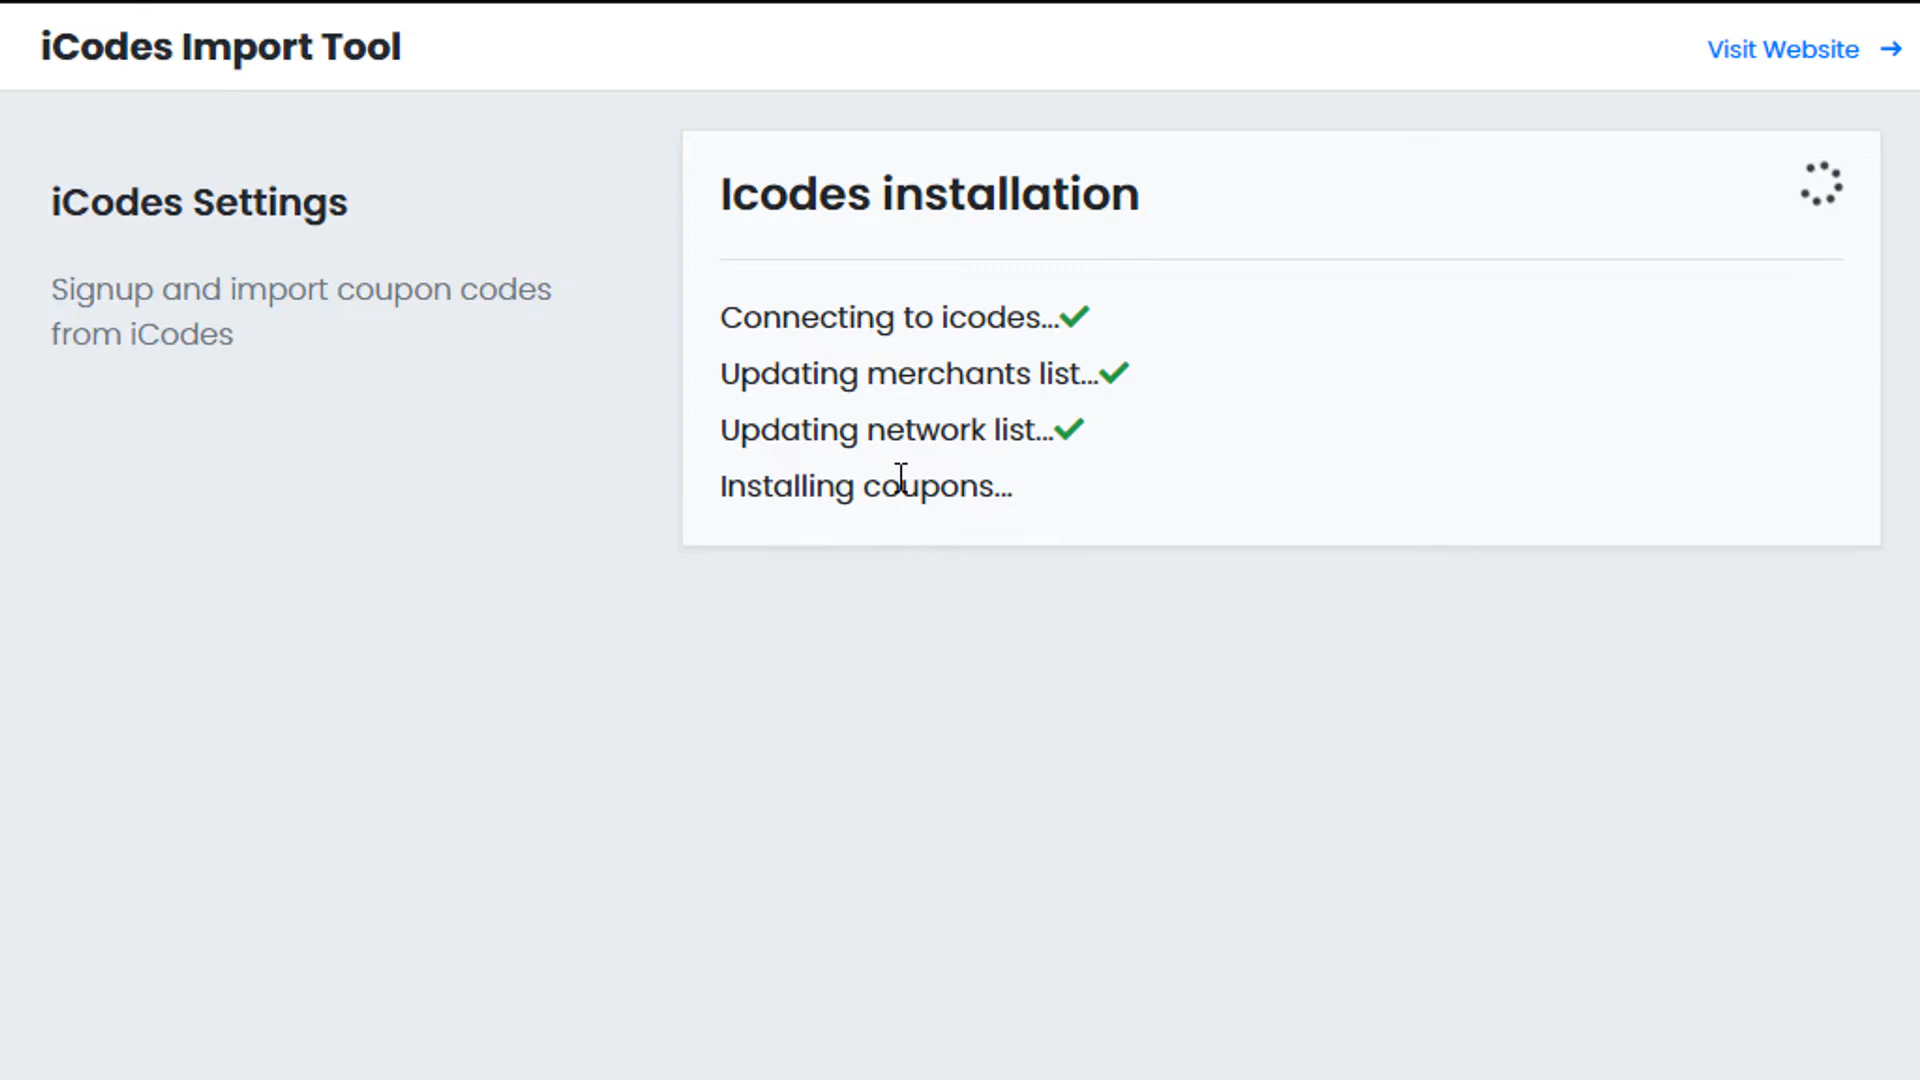 iCodes Import Tool
Visit Website
iCodes Settings
Signup and import coupon codes
from iCodes
Icodes installation
Connecting to icodes...
Updating merchants list...
Updating network list...
Installing coupons...